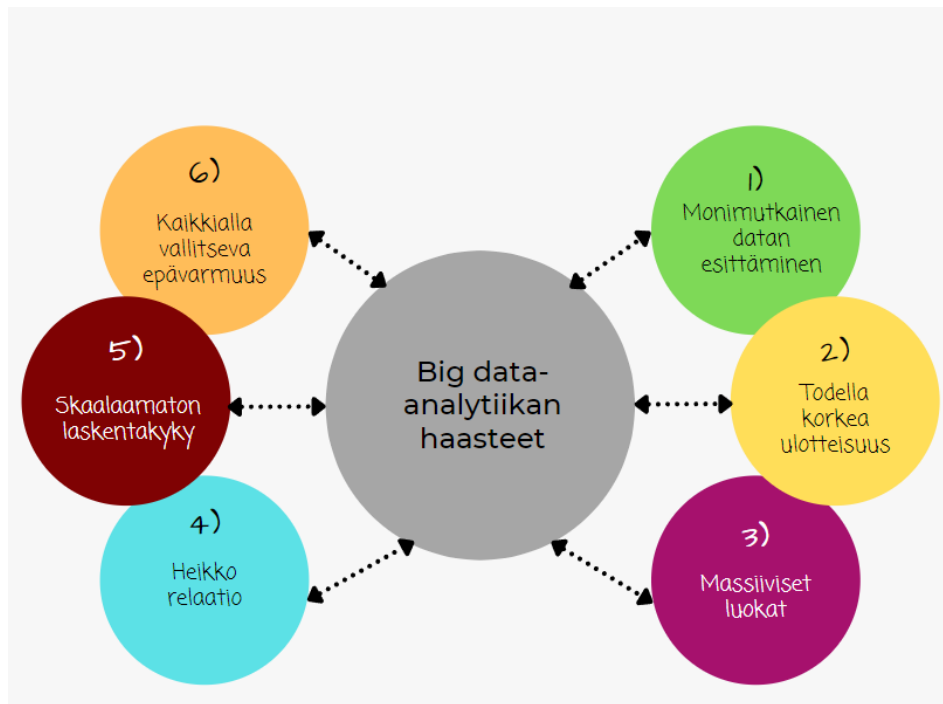 Big data-
analytiikan
haasteet
1)
Monimutkainen
datan
esittäminen
2)
Todella
korkea
ulotteisuus
3)
Massiiviset
luokat
4)
Heikko
relaatio
5)
Skaalaamaton
laskentakyky
6)
Kaikkialla
vallitseva
epävarmuus